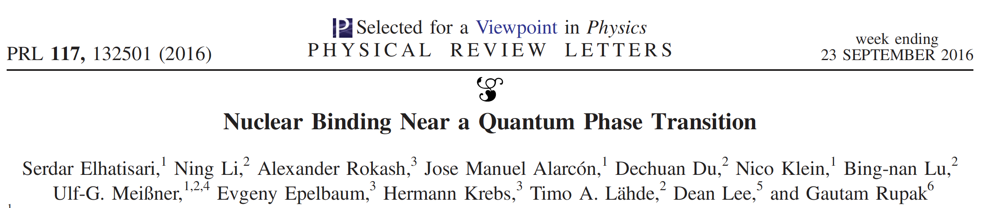 P Selected for a Viewpoint in Physics
PRL 117, 132501 (2016)
PHYSICAL REVIEW LETTERS
week ending
23 SEPTEMBER 2016
Nuclear Binding Near a Quantum Phase Transition
Serdar Elhatisari,1 Ning Li,2 Alexander Rokash,3 Jose Manuel Alarcón,1 Dechuan Du,2 Nico Klein,1 Bing-nan Lu,2
Ulf-G. Meißner,1,2,4 Evgeny Epelbaum,3 Hermann Krebs,3 Timo A. Lähde,2 Dean Lee,5 and Gautam Rupak6
1